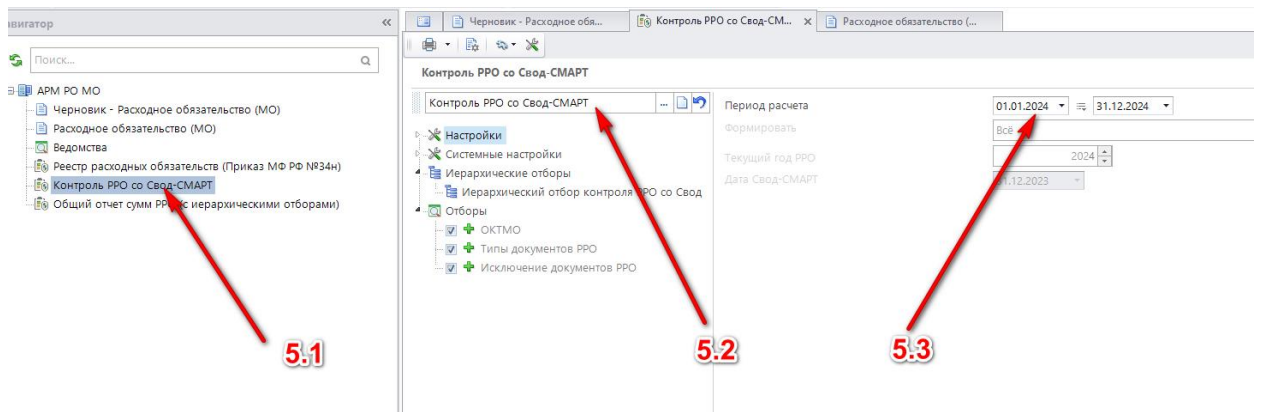 авигатор
Поиск...
АРМ РО МО
Черновик - Расходное обязательство (МО)
Расходное обязательство (МО)
Ведомства
Реестр расходных обязательств (Приказ МФ РФ №34н)
Контроль РРО со Свод-СМАРТ
Общий отчет сумм РРО (с иерархическими отборами)
5.1
Черновик - Расходное обя...
Контроль РРО со Свод-СМ...
Расходное обязательство (...
Контроль РРО со Свод-СМАРТ
Контроль РРО со Свод-СМАРТ
...
Настройки
Системные настройки
Иерархические отборы
Иерархический отбор контроля РРО со Свод
Отборы
ОКТМО
Типы документов РРО
Исключение документов РРО
5.2
Период расчета 01.01.2024 31.12.2024
Формировать Всё
Текущий год РРО 2024
Дата Свод-СМАРТ 31.12.2023
5.3